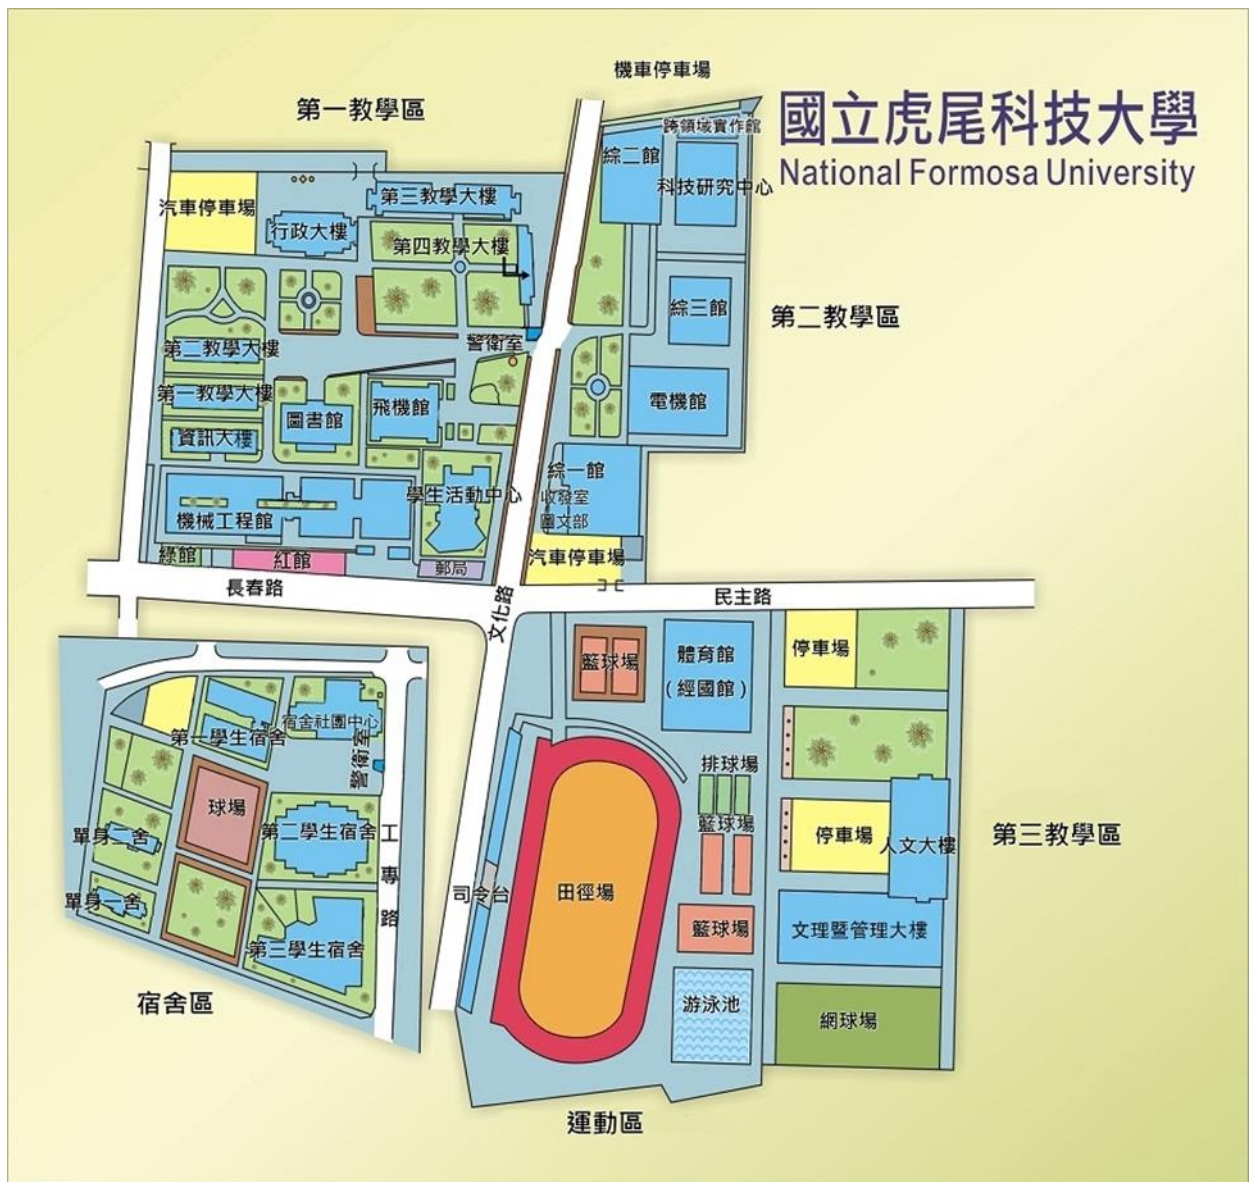 機車停車場
國立虎尾科技大學
National Formosa University
第一教學區
跨領域實作館
綜二館
科技研究中心
汽車停車場
第三教學大樓
行政大樓
第四教學大樓
綜三館
第二教學區
警衛室
第二教學大樓
第一教學大樓
圖書館
飛機館
電機館
資訊大樓
綜一館
收發室
圖文部
學生活動中心
機械工程館
綠館
紅館
郵局
汽車停車場
長春路
文化路
民主路
籃球場
體育館
(經國館)
停車場
宿舍社團中心
第一學生宿舍
警衛室
排球場
球場
籃球場
單身二舍
第二學生宿舍
工專路
停車場
人文大樓
第三教學區
單身一舍
司令台
田徑場
籃球場
文理暨管理大樓
第三學生宿舍
宿舍區
游泳池
網球場
運動區